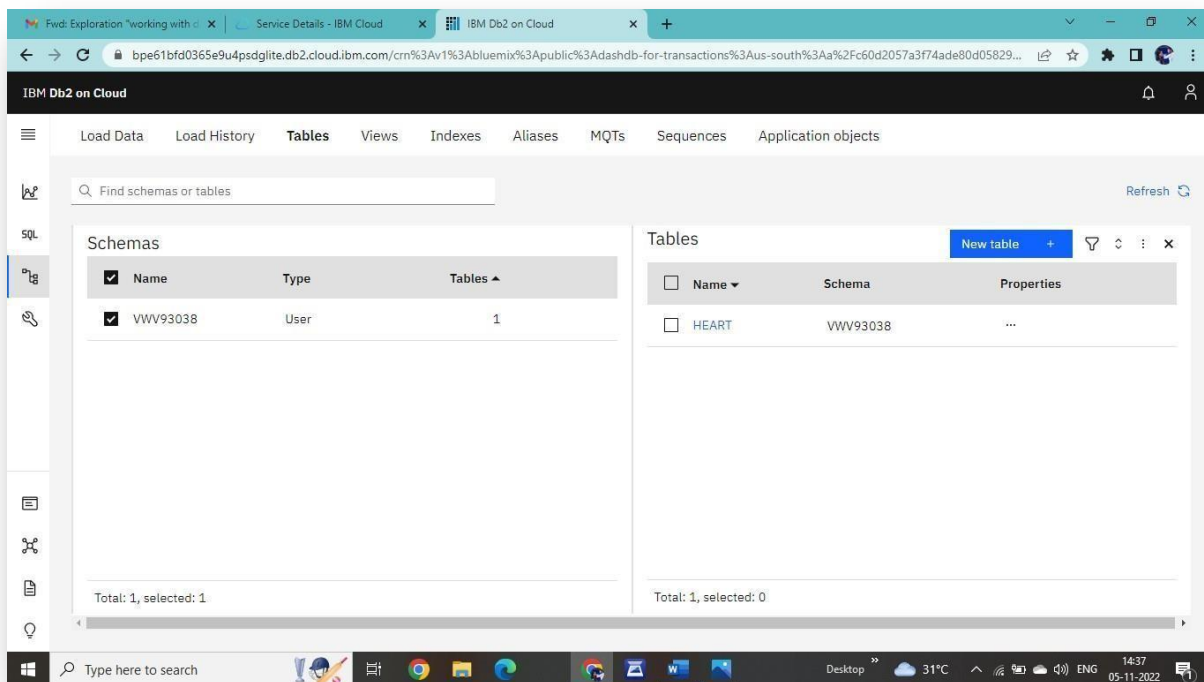 Fwd: Exploration "working with d Service Details - IBM Cloud IBM Db2 on Cloud
bpe61bfd0365e9u4psdglite.db2.cloud.ibm.com/crn%3Av1%3Abluemix%3Apublic%3Adashdb-for-transactions%3Aus-south%3Aa%2Fc60d2057a3f74ade80d05829...
IBM Db2 on Cloud
Load Data Load History Tables Views Indexes Aliases MQTs Sequences Application objects
Find schemas or tables
Refresh
SQL
Schemas
Name Type Tables
VWV93038 User 1
Total: 1, selected: 1
Tables
New table +
Name Schema Properties
HEART VWV93038 ...
Total: 1, selected: 0
Type here to search
Desktop 31°C ENG 14:37
05-11-2022